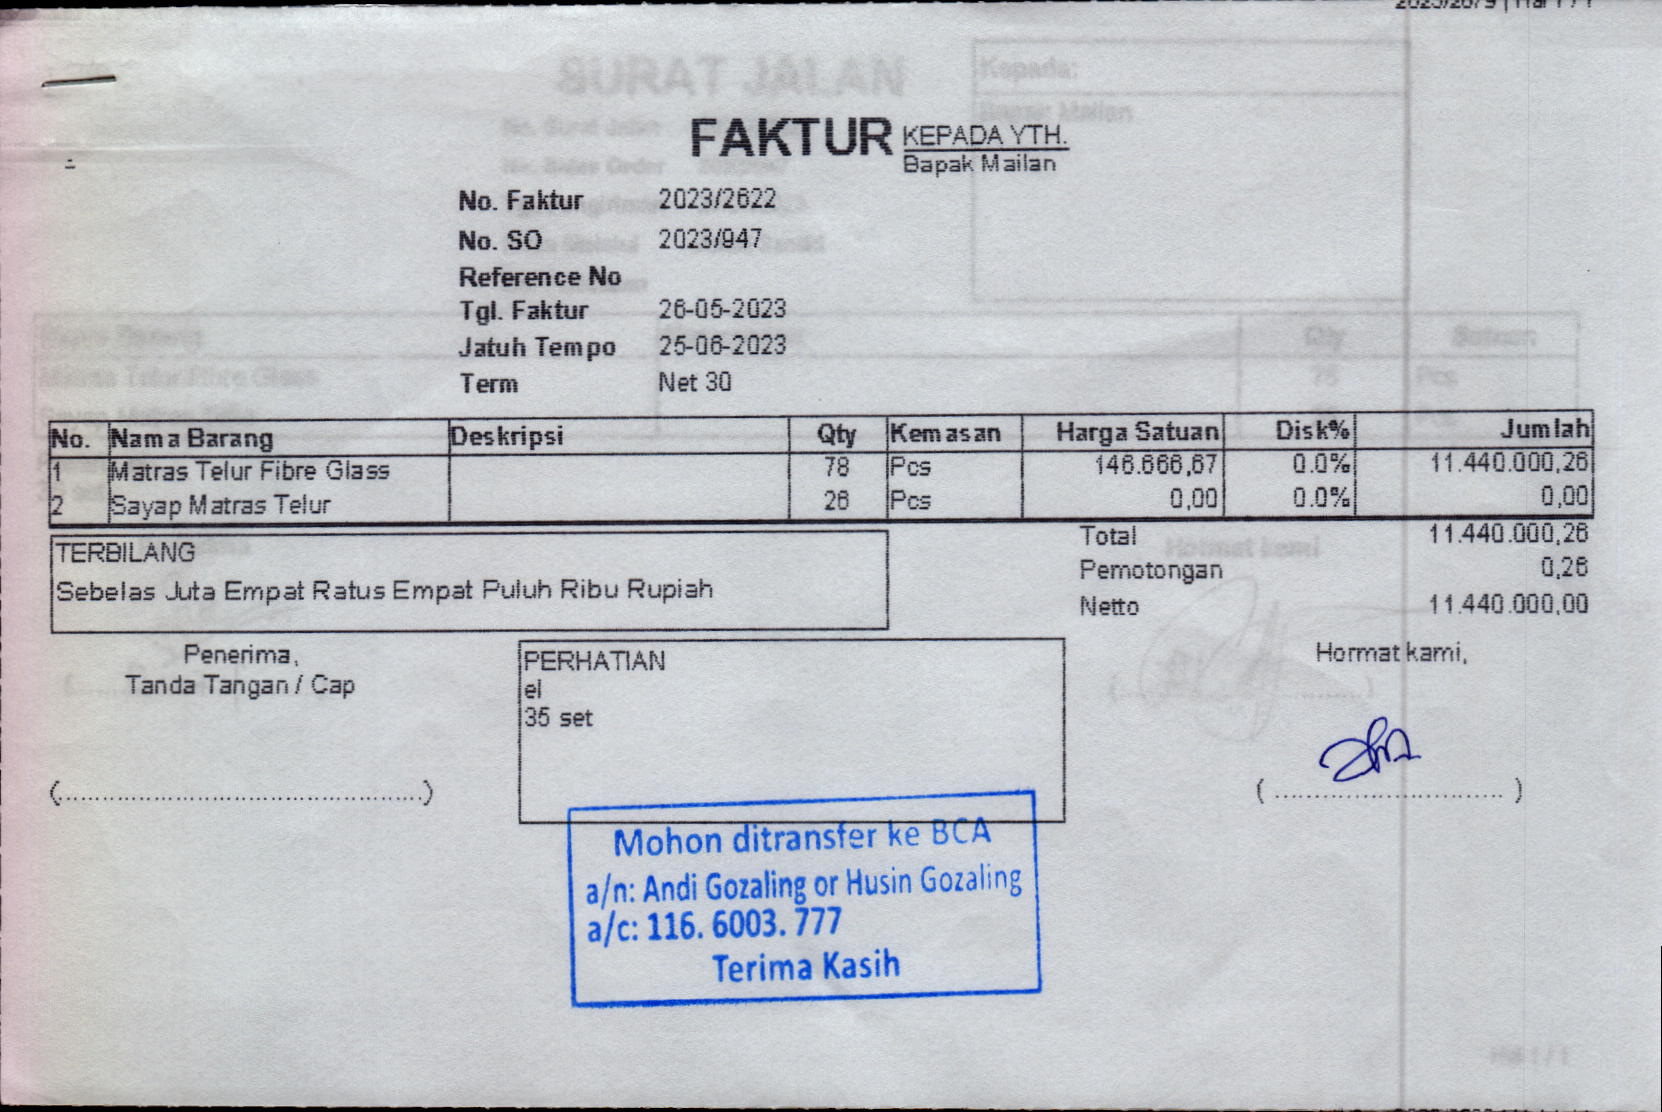 SURAT JALAN
Kepada:
FAKTUR
KEPADA YTH.
Bapak Mailan
No. Faktur 2023/2622
No. SO 2023/947
Reference No
Tgl. Faktur 26-05-2023
Jatuh Tempo 25-06-2023
Term Net 30
No. Nama Barang Deskripsi Qty Kemasan Harga Satuan Disk% Jumlah
1 Matras Telur Fibre Glass 78 Pcs 146.666,67 0.0% 11.440.000,26
2 Sayap Matras Telur 26 Pcs 0,00 0.0% 0,00
Total 11.440.000,26
Pemotongan 0,26
Netto 11.440.000,00
TERBILANG
Sebelas Juta Empat Ratus Empat Puluh Ribu Rupiah
Penerima,
Tanda Tangan / Cap
(................................................)
PERHATIAN
el
35 set
Hormat kami,
( ............................. )
Mohon ditransfer ke BCA
a/n: Andi Gozaling or Husin Gozaling
a/c: 116. 6003. 777
Terima Kasih